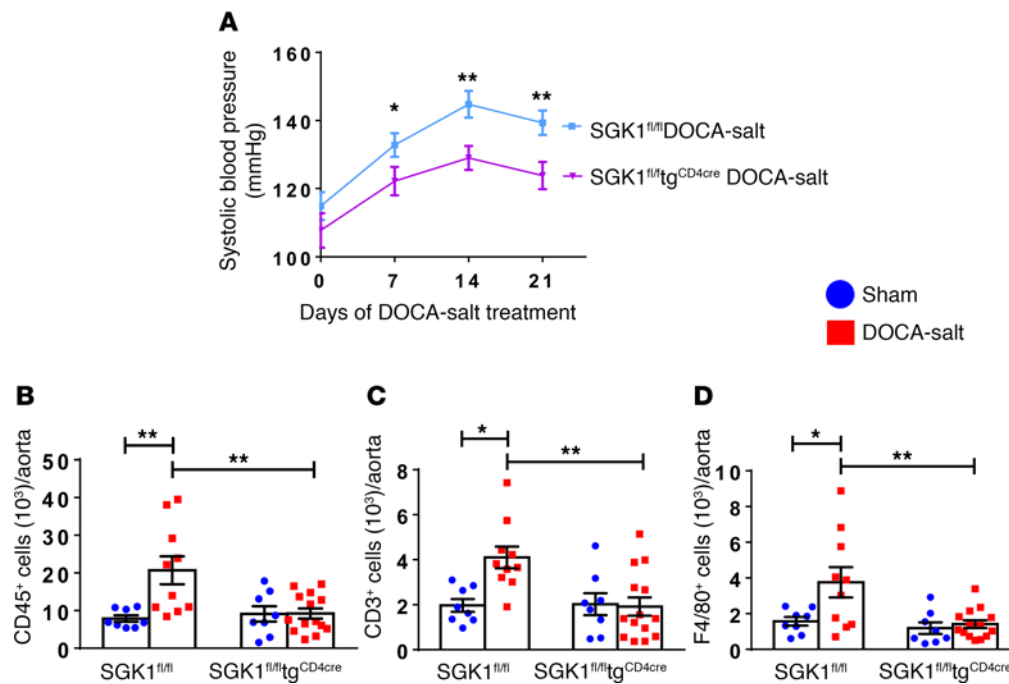 A
Systolic blood pressure
(mmHg)
160
140
120
100
* ** **
0 7 14 21
Days of DOCA-salt treatment
SGK1fl/flDOCA-salt
SGK1fl/fltgCD4cre DOCA-salt
Sham
DOCA-salt
B
CD45+ cells (10³)/aorta
50
40
30
20
10
0
** **
SGK1fl/fl SGK1fl/fltgCD4cre
C
CD3+ cells (10³)/aorta
8
6
4
2
0
* **
SGK1fl/fl SGK1fl/fltgCD4cre
D
F4/80+ cells (10³)/aorta
10
8
6
4
2
0
* **
SGK1fl/fl SGK1fl/fltgCD4cre